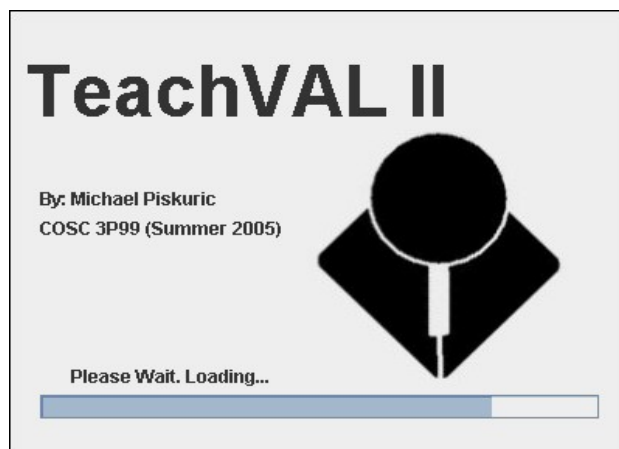 TeachVAL II
By: Michael Piskuric
COSC 3P99 (Summer 2005)
Please Wait. Loading...